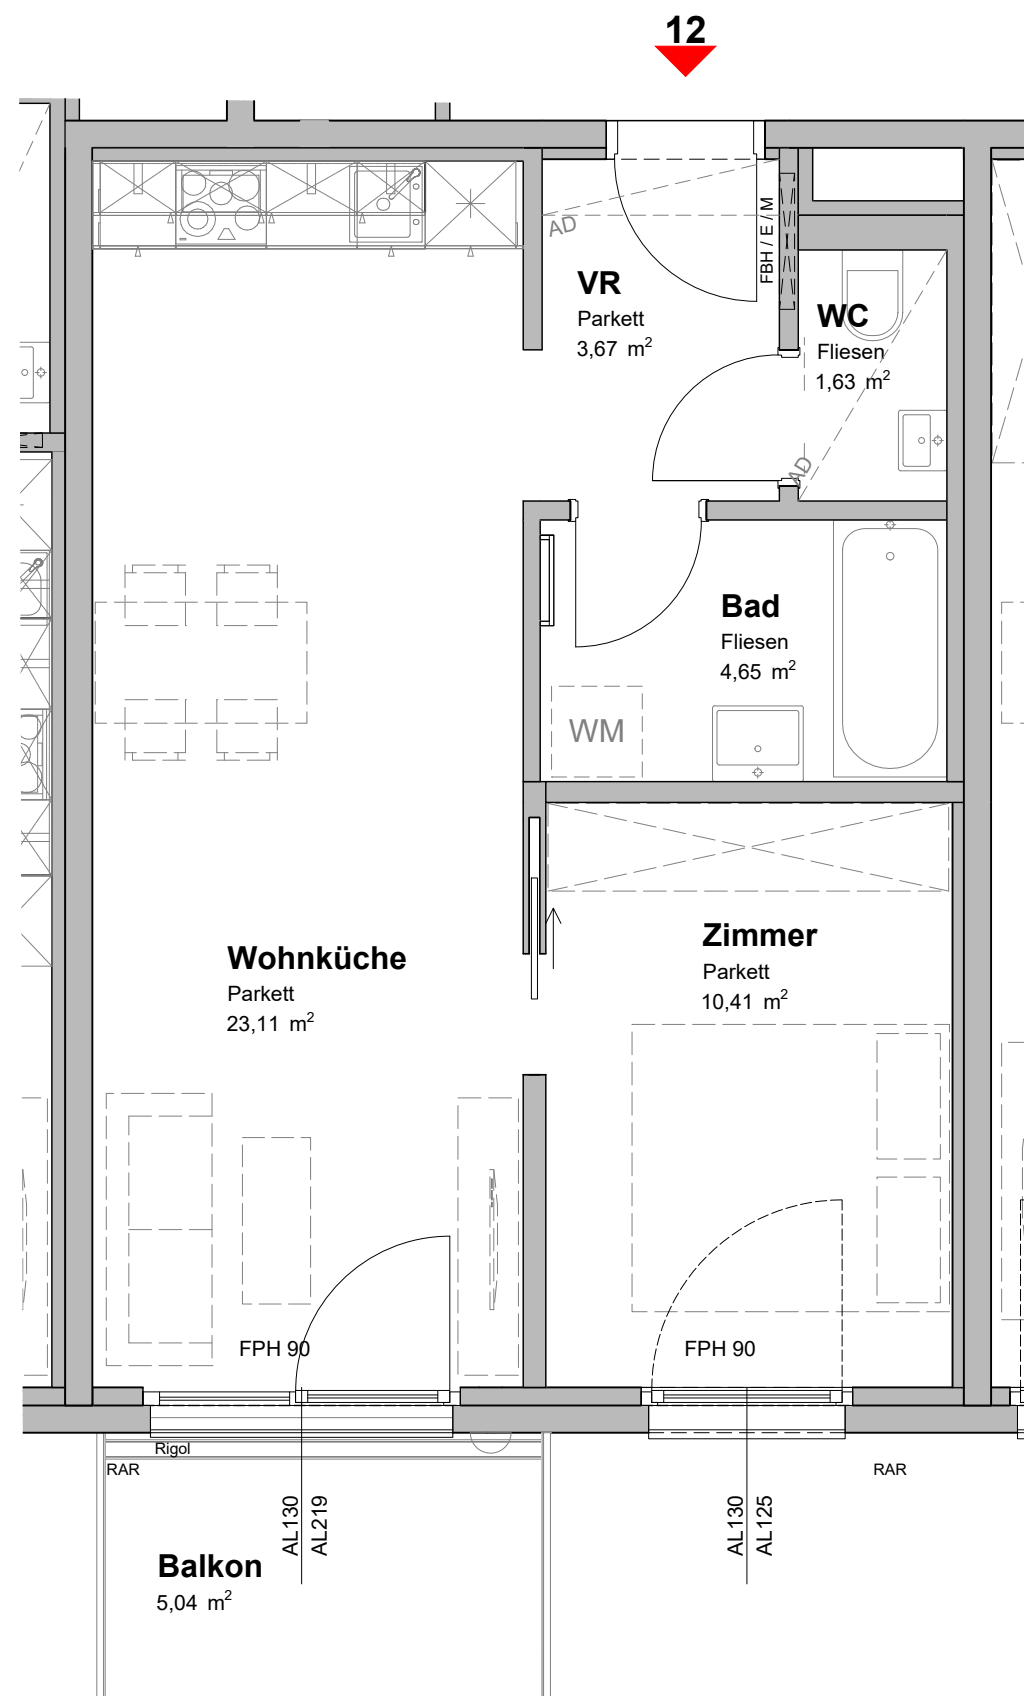 12
AD
FBH / E / M
VR
Parkett
3,67 m²
WC
Fliesen
1,63 m²
AD
Bad
Fliesen
4,65 m²
WM
Wohnküche
Parkett
23,11 m²
Zimmer
Parkett
10,41 m²
FPH 90
FPH 90
Rigol
RAR
RAR
AL130
AL219
AL130
AL125
Balkon
5,04 m²